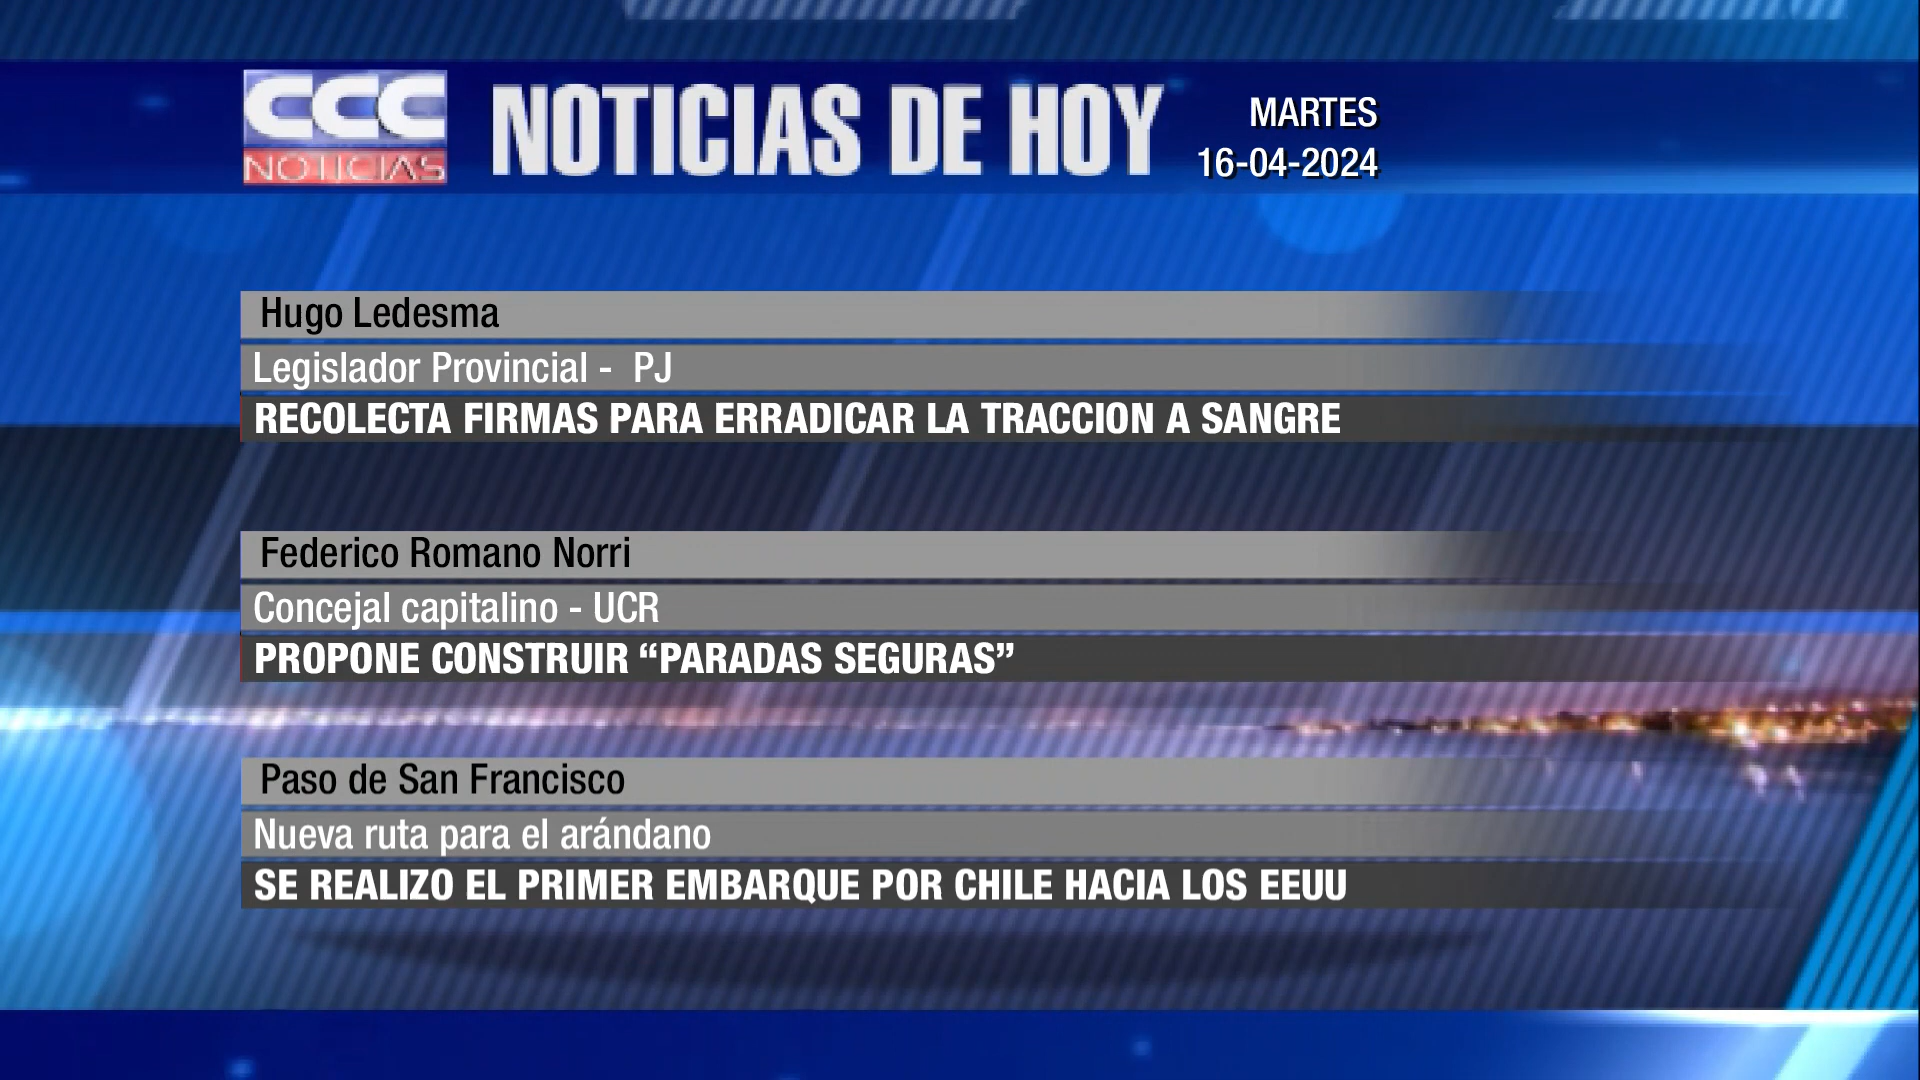 CCC
NOTICIAS
NOTICIAS DE HOY
MARTES
16-04-2024
Hugo Ledesma
Legislador Provincial - PJ
RECOLECTA FIRMAS PARA ERRADICAR LA TRACCION A SANGRE
Federico Romano Norri
Concejal capitalino - UCR
PROPONE CONSTRUIR “PARADAS SEGURAS”
Paso de San Francisco
Nueva ruta para el arándano
SE REALIZO EL PRIMER EMBARQUE POR CHILE HACIA LOS EEUU